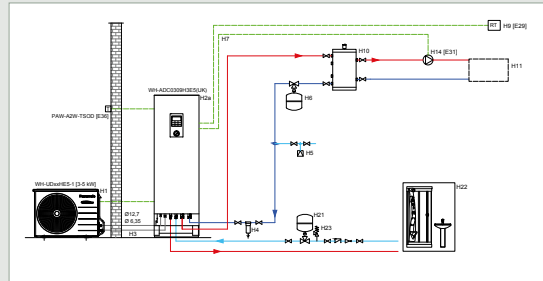 RT
H9 [E29]
H7
H10
H14 [E31]
H11
WH-ADC0309H3E5(UK)
H2a
PAW-A2W-TSOD [E36]
T
H6
H5
WH-UDxxHE5-1 [3-5 kW]
H1
Panasonic
H22
Ø12,7
Ø 6,35
H3
H4
H21
H23